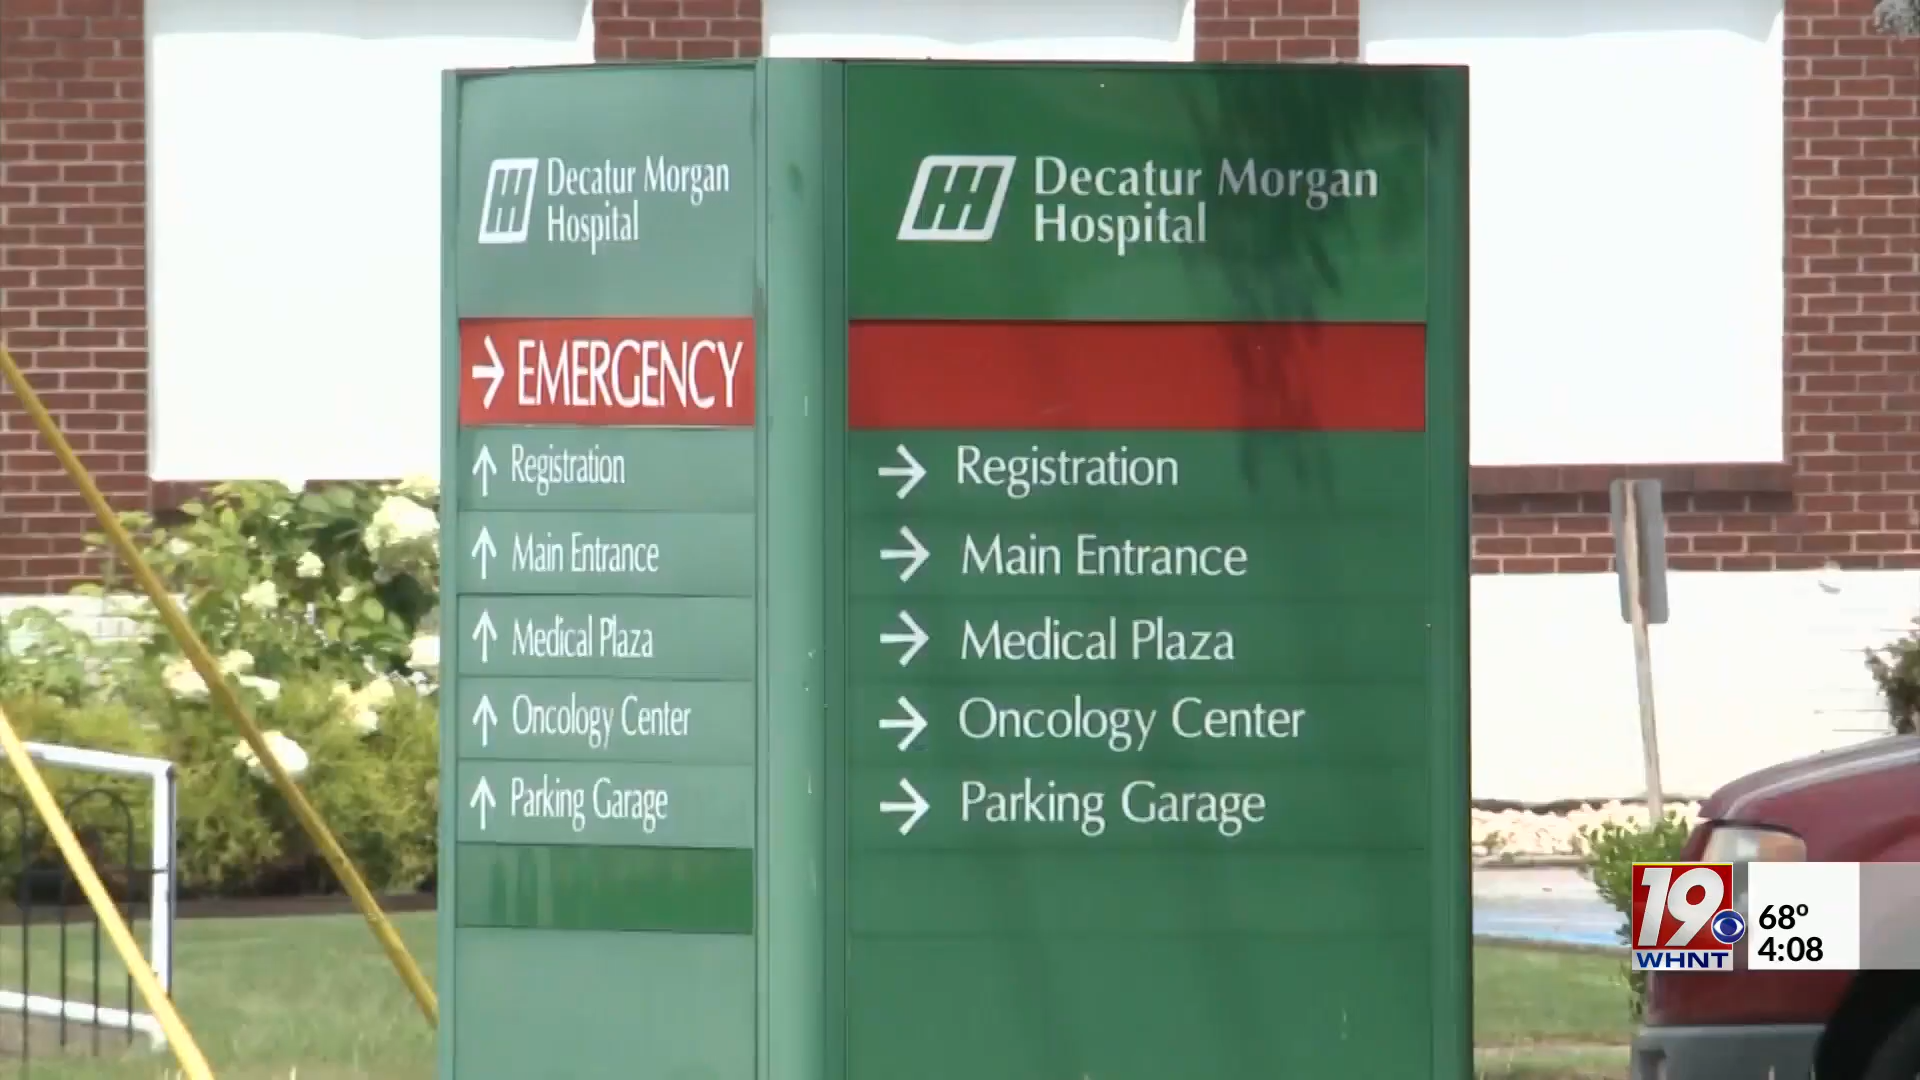 Decatur Morgan
Hospital
→ EMERGENCY
↑ Registration
↑ Main Entrance
↑ Medical Plaza
↑ Oncology Center
↑ Parking Garage
Decatur Morgan
Hospital
→ Registration
→ Main Entrance
→ Medical Plaza
→ Oncology Center
→ Parking Garage
19
WHNT
68º
4:08